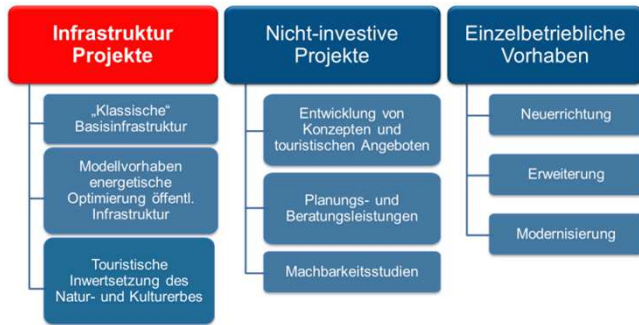 Infrastruktur
Projekte
„Klassische“
Basisinfrastruktur
Modellvorhaben
energetische
Optimierung öffentl.
Infrastruktur
Touristische
Inwertsetzung des
Natur- und Kulturerbes
Nicht-investive
Projekte
Entwicklung von
Konzepten und
touristischen Angeboten
Planungs- und
Beratungsleistungen
Machbarkeitsstudien
Einzelbetriebliche
Vorhaben
Neuerrichtung
Erweiterung
Modernisierung